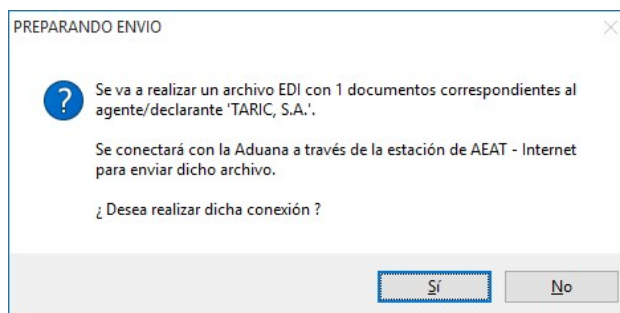 PREPARANDO ENVIO
Se va a realizar un archivo EDI con 1 documentos correspondientes al
agente/declarante 'TARIC, S.A.'.
Se conectará con la Aduana a través de la estación de AEAT - Internet
para enviar dicho archivo.
¿ Desea realizar dicha conexión ?
Sí
No